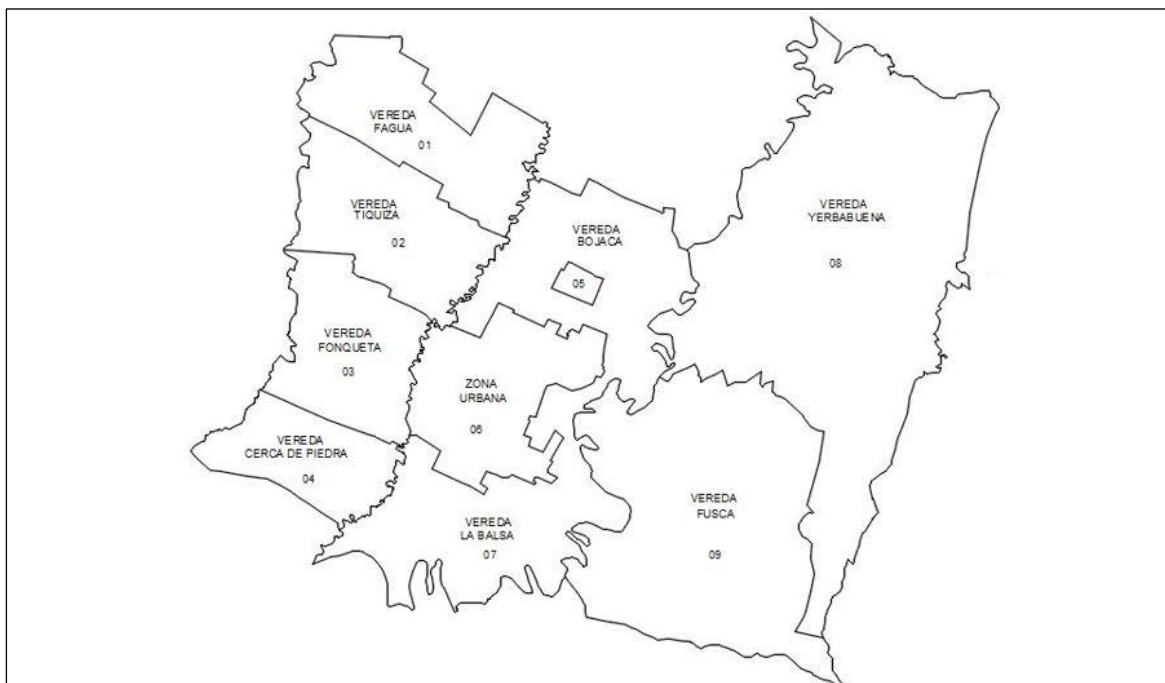 VEREDA
FAGUA
01
VEREDA
TIQUIZA
02
VEREDA
FONQUETA
03
VEREDA
CERCA DE PIEDRA
04
VEREDA
BOJACA
05
ZONA
URBANA
06
VEREDA
LA BALSA
07
VEREDA
YERBABUENA
08
VEREDA
FUSCA
09